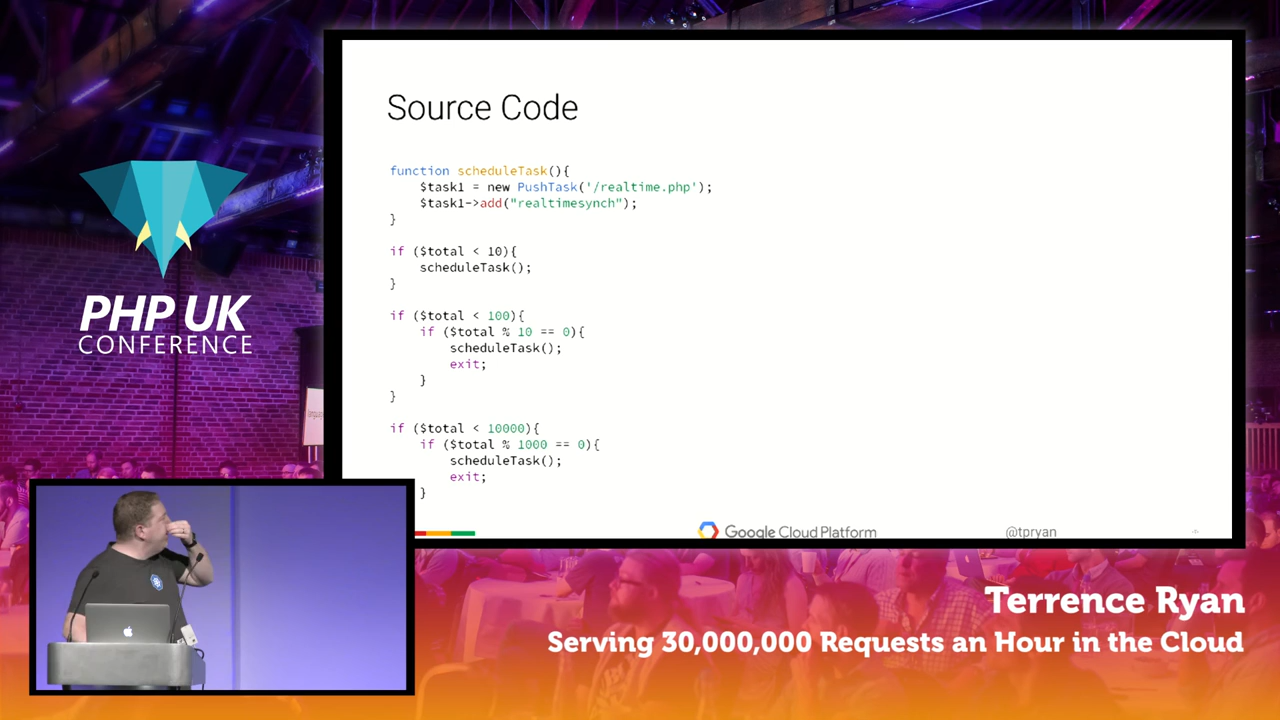 Source Code
function scheduleTask(){
$task1 = new PushTask('/realtime.php');
$task1->add("realtimesynch");
}
if ($total < 10){
scheduleTask();
}
if ($total < 100){
if ($total % 10 == 0){
scheduleTask();
exit;
}
}
if ($total < 10000){
if ($total % 1000 == 0){
scheduleTask();
exit;
}
Google Cloud Platform
@tpryan
PHP UK
CONFERENCE
Terrence Ryan
Serving 30,000,000 Requests an Hour in the Cloud